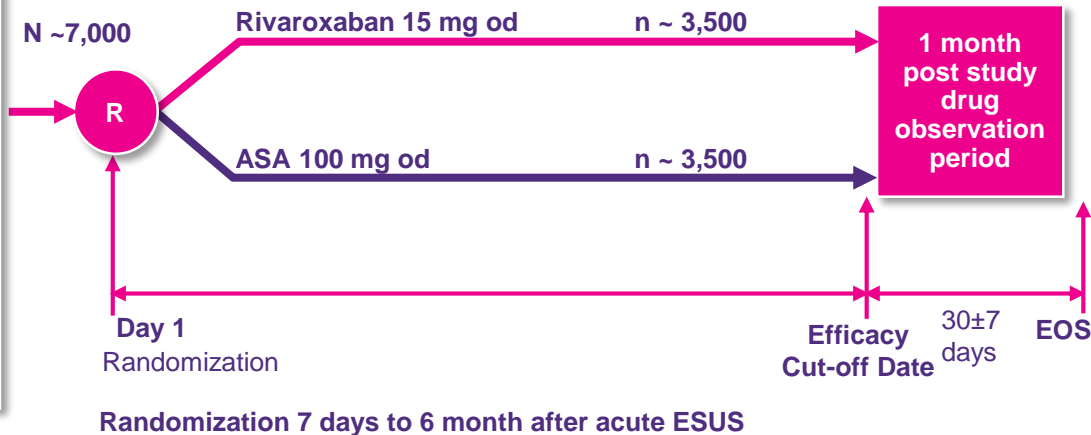 N ~7,000
Rivaroxaban 15 mg od n ~ 3,500
R
ASA 100 mg od n ~ 3,500
1 month
post study
drug
observation
period
Day 1
Randomization
Efficacy
Cut-off Date
30±7
days
EOS
Randomization 7 days to 6 month after acute ESUS